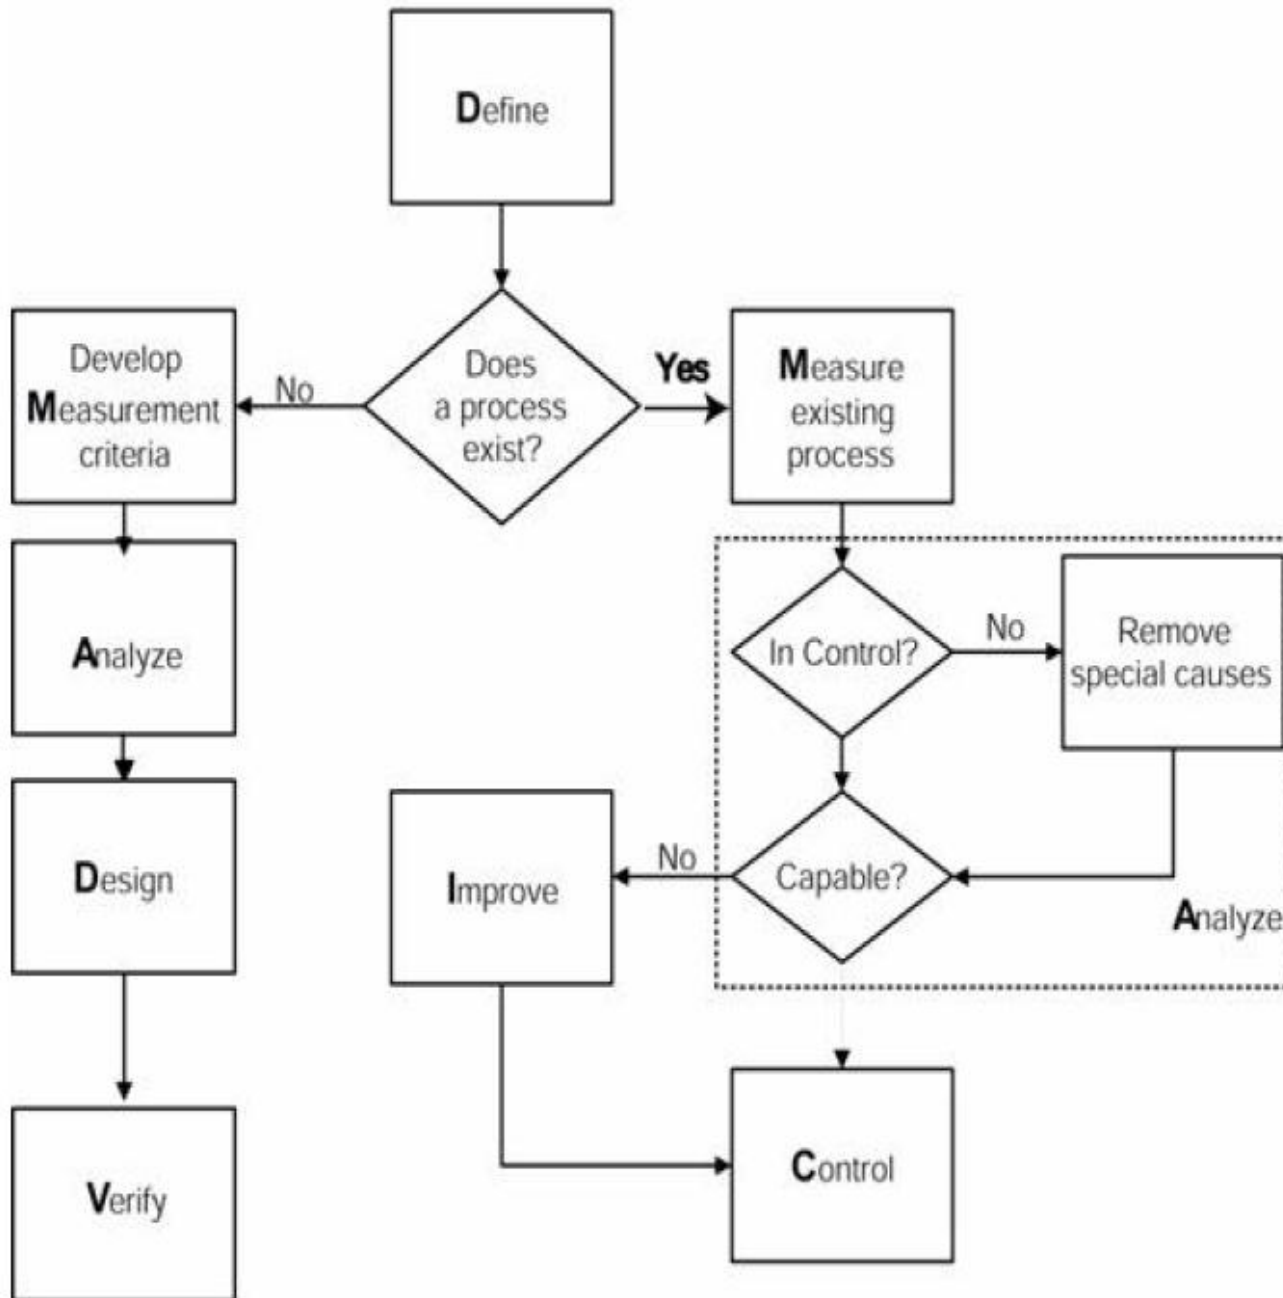 Define
Does
a process
exist?
No
Yes
Develop
Measurement
criteria
Measure
existing
process
Analyze
In Control?
No
Remove
special causes
Design
Improve
No
Capable?
Analyze
Verify
Control